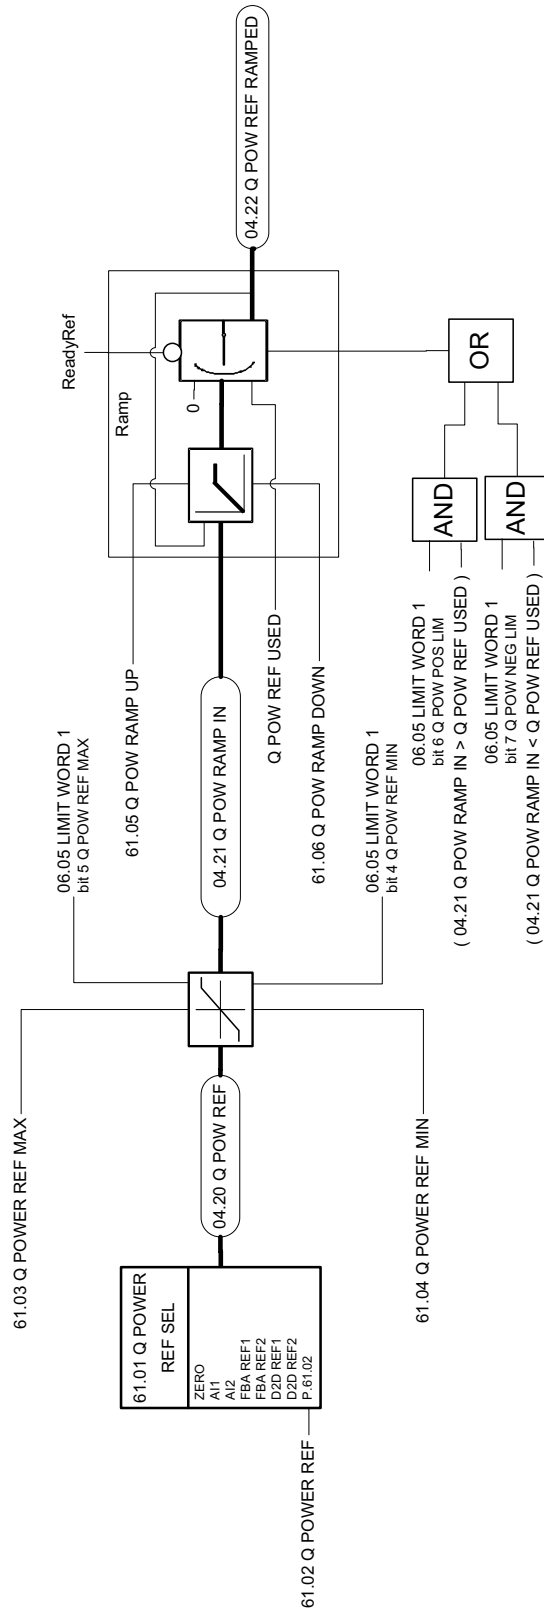 61.03 Q POWER REF MAX
61.01 Q POWER
REF SEL
ZERO
AI1
AI2
FBA REF1
FBA REF2
D2D REF1
D2D REF2
P.61.02
61.02 Q POWER REF
04.20 Q POW REF
61.04 Q POWER REF MIN
06.05 LIMIT WORD 1
bit 5 Q POW REF MAX
06.05 LIMIT WORD 1
bit 4 Q POW REF MIN
04.21 Q POW RAMP IN
61.05 Q POW RAMP UP
Q POW REF USED
61.06 Q POW RAMP DOWN
Ramp
0
ReadyRef
04.22 Q POW REF RAMPED
06.05 LIMIT WORD 1
bit 6 Q POW POS LIM
( 04.21 Q POW RAMP IN > Q POW REF USED )
06.05 LIMIT WORD 1
bit 7 Q POW NEG LIM
( 04.21 Q POW RAMP IN < Q POW REF USED )
AND
AND
OR